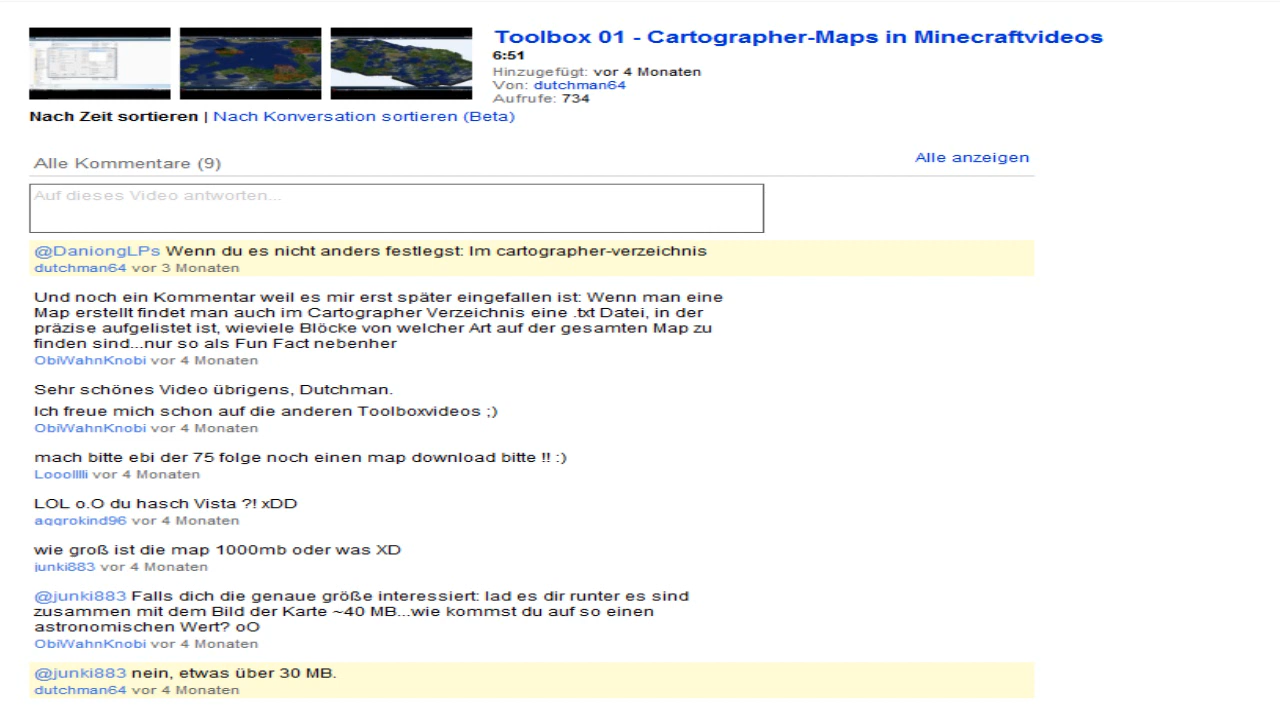 Toolbox 01 - Cartographer-Maps in Minecraftvideos
6:51
Hinzugefügt: vor 4 Monaten
Von: dutchman64
Aufrufe: 734
Nach Zeit sortieren | Nach Konversation sortieren (Beta)
Alle Kommentare (9)
Alle anzeigen
Auf dieses Video antworten...
@DaniongLPs Wenn du es nicht anders festlegst: Im cartographer-verzeichnis
dutchman64 vor 3 Monaten
Und noch ein Kommentar weil es mir erst später eingefallen ist: Wenn man eine
Map erstellt findet man auch im Cartographer Verzeichnis eine .txt Datei, in der
präzise aufgelistet ist, wieviele Blöcke von welcher Art auf der gesamten Map zu
finden sind...nur so als Fun Fact nebenher
ObiWahnKnobi vor 4 Monaten
Sehr schönes Video übrigens, Dutchman.
Ich freue mich schon auf die anderen Toolboxvideos ;)
ObiWahnKnobi vor 4 Monaten
mach bitte ebi der 75 folge noch einen map download bitte !! :)
Looolllli vor 4 Monaten
LOL o.O du hasch Vista ?! xDD
aggrokind96 vor 4 Monaten
wie groß ist die map 1000mb oder was XD
junki883 vor 4 Monaten
@junki883 Falls dich die genaue größe interessiert: lad es dir runter es sind
zusammen mit dem Bild der Karte ~40 MB...wie kommst du auf so einen
astronomischen Wert? oO
ObiWahnKnobi vor 4 Monaten
@junki883 nein, etwas über 30 MB.
dutchman64 vor 4 Monaten